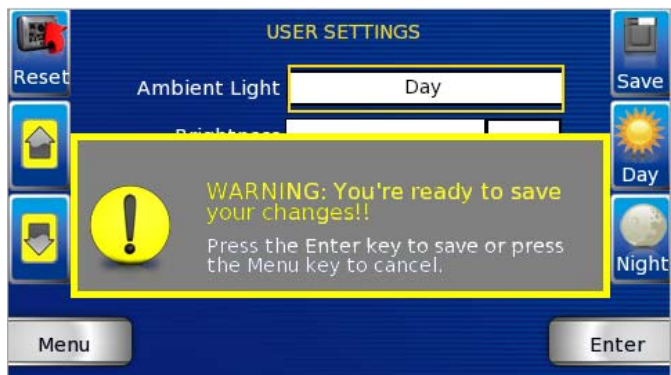 USER SETTINGS
Reset
Save
Ambient Light
Day
Brightness
Day
WARNING: You're ready to save
your changes!!
Press the Enter key to save or press
the Menu key to cancel.
Night
Menu
Enter